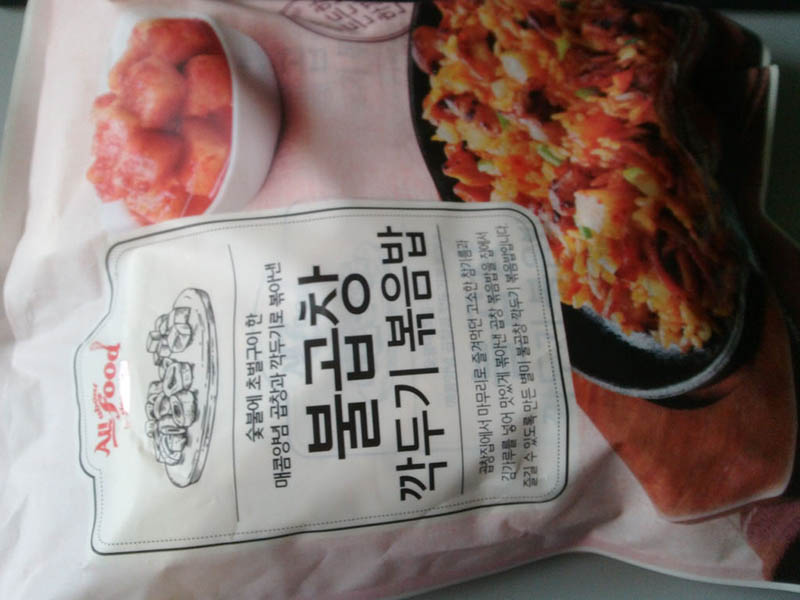 All about Food
숯불에 초벌구이 한
매콤양념 곱창과 깍두기로 볶아낸
불곱창
깍두기 볶음밥
곱창집에서 마무리로 즐겨먹던 고소한 참기름과
김가루를 넣어 맛있게 볶아낸 곱창 볶음밥을 집에서
즐길 수 있도록 만든 별미 불곱창 깍두기 볶음밥입니다.